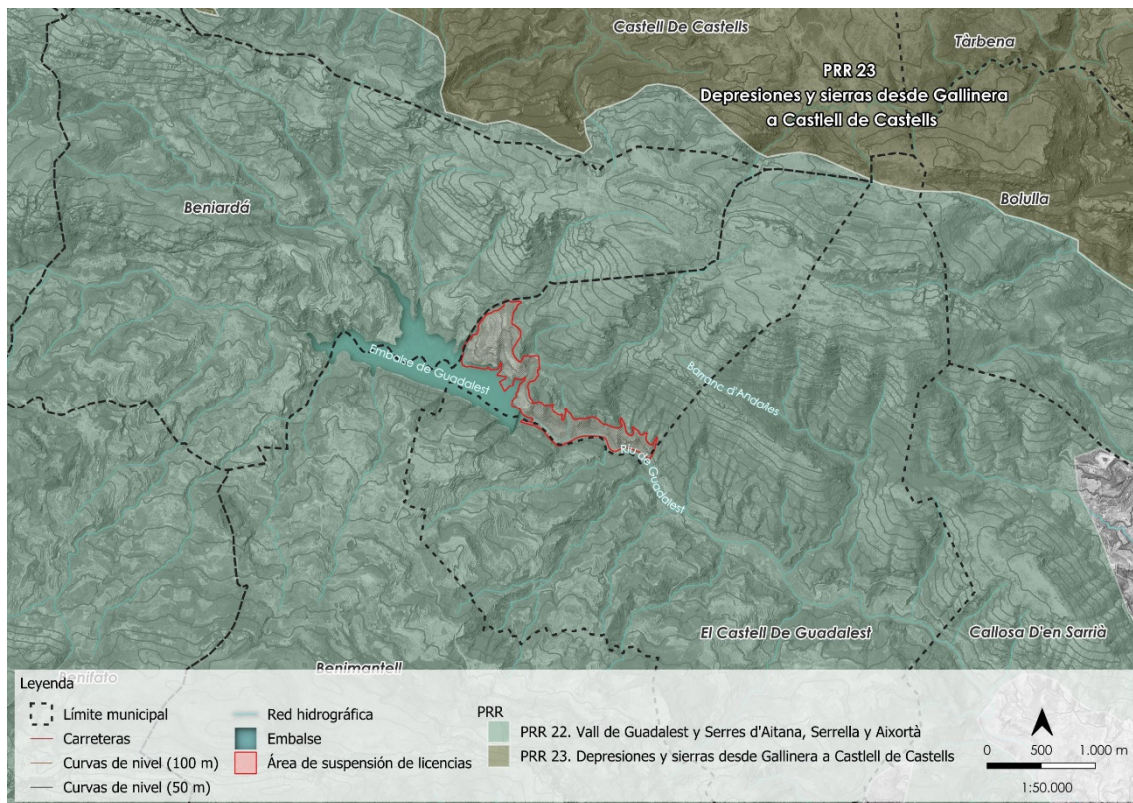 Castell De Castells
Tàrbena
PRR 23
Depresiones y sierras desde Gallinera
a Castlell de Castells
Beniardá
Bolulla
Embalse de Guadalest
Barranc d'Andailes
Riu de Guadalest
El Castell De Guadalest
Callosa D'en Sarrià
Benimantell
Benifato
Leyenda
Límite municipal
Carreteras
Curvas de nivel (100 m)
Curvas de nivel (50 m)
Red hidrográfica
Embalse
Área de suspensión de licencias
PRR
PRR 22. Vall de Guadalest y Serres d'Aitana, Serrella y Aixortà
PRR 23. Depresiones y sierras desde Gallinera a Castlell de Castells
0 500 1.000 m
1:50.000